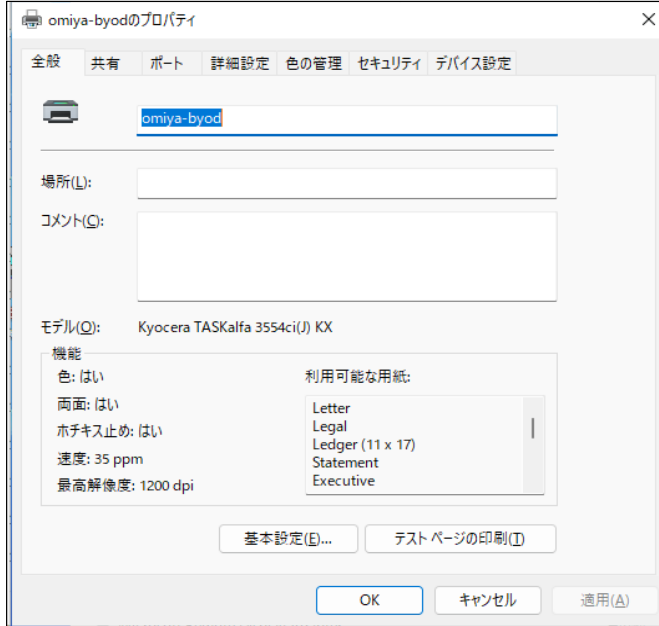 omiya-byodのプロパティ
全般 共有 ポート 詳細設定 色の管理 セキュリティ デバイス設定
omiya-byod
場所(L):
コメント(C):
モデル(O): Kyocera TASKalfa 3554ci(J) KX
機能
色: はい
両面: はい
ホチキス止め: はい
速度: 35 ppm
最高解像度: 1200 dpi
利用可能な用紙:
Letter
Legal
Ledger (11 x 17)
Statement
Executive
基本設定(E)... テスト ページの印刷(T)
OK キャンセル 適用(A)